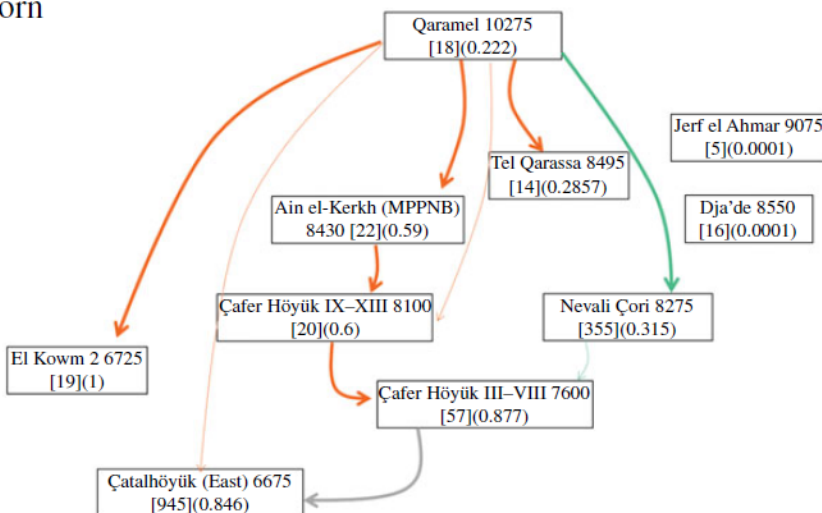 orn
Qaramel 10275
[18](0.222)
Jerf el Ahmar 9075
[5](0.0001)
Tel Qarassa 8495
[14](0.2857)
Ain el-Kerkh (MPPNB)
8430 [22](0.59)
Dja’de 8550
[16](0.0001)
Çafer Höyük IX–XIII 8100
[20](0.6)
Nevali Çori 8275
[355](0.315)
El Kowm 2 6725
[19](1)
Çafer Höyük III–VIII 7600
[57](0.877)
Çatalhöyük (East) 6675
[945](0.846)